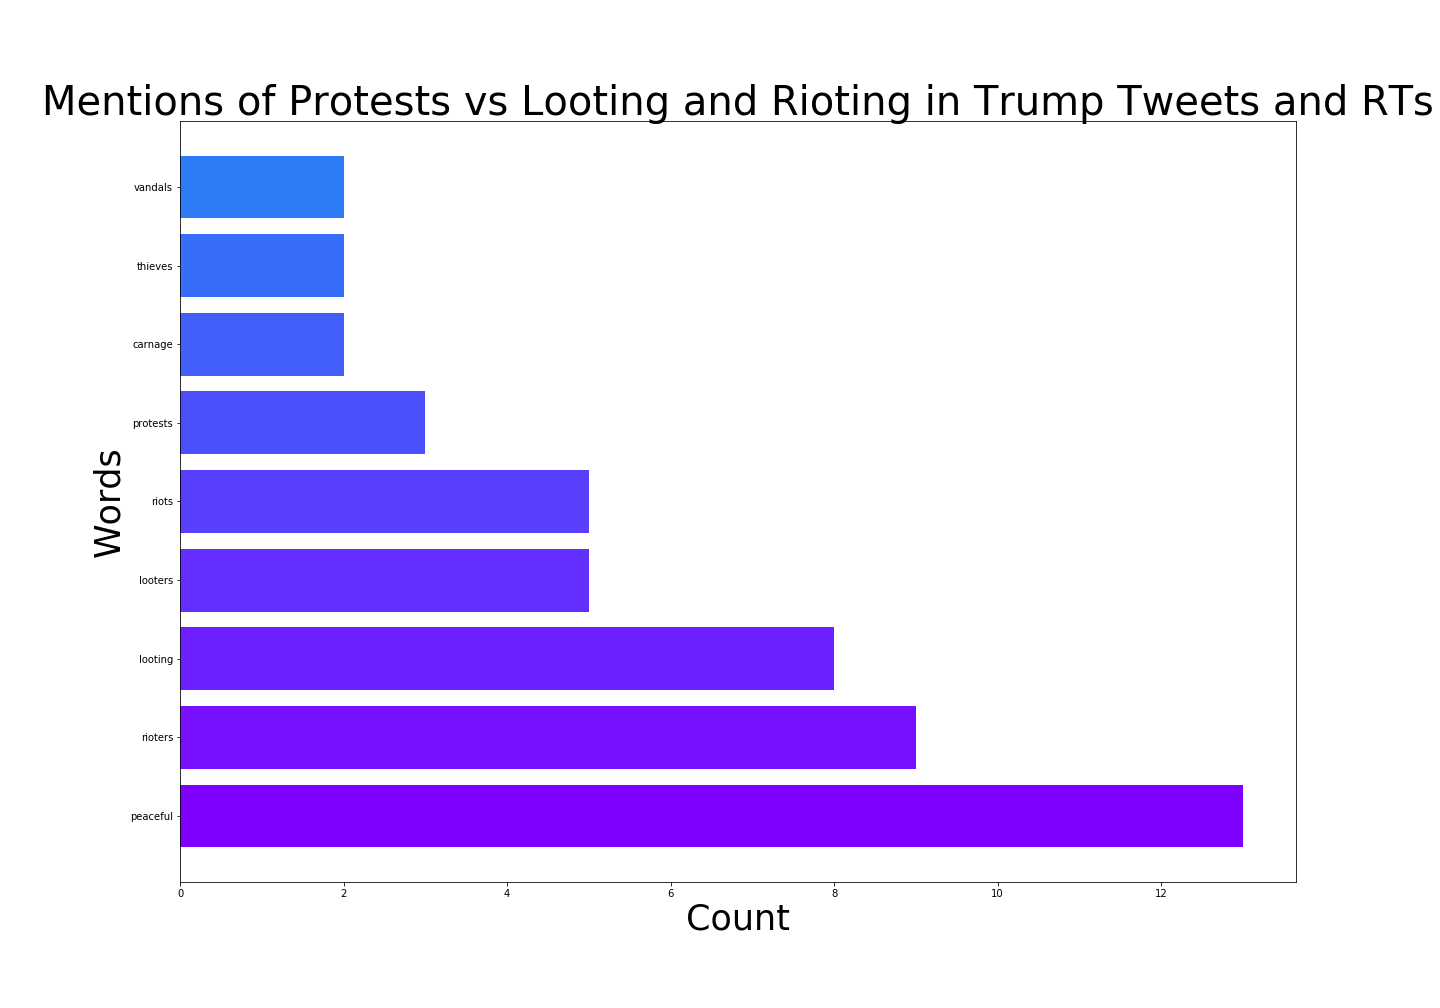 Mentions of Protests vs Looting and Rioting in Trump Tweets and RTs
vandals
thieves
carnage
protests
riots
looters
looting
rioters
peaceful
Words
0 2 4 6 8 10 12
Count